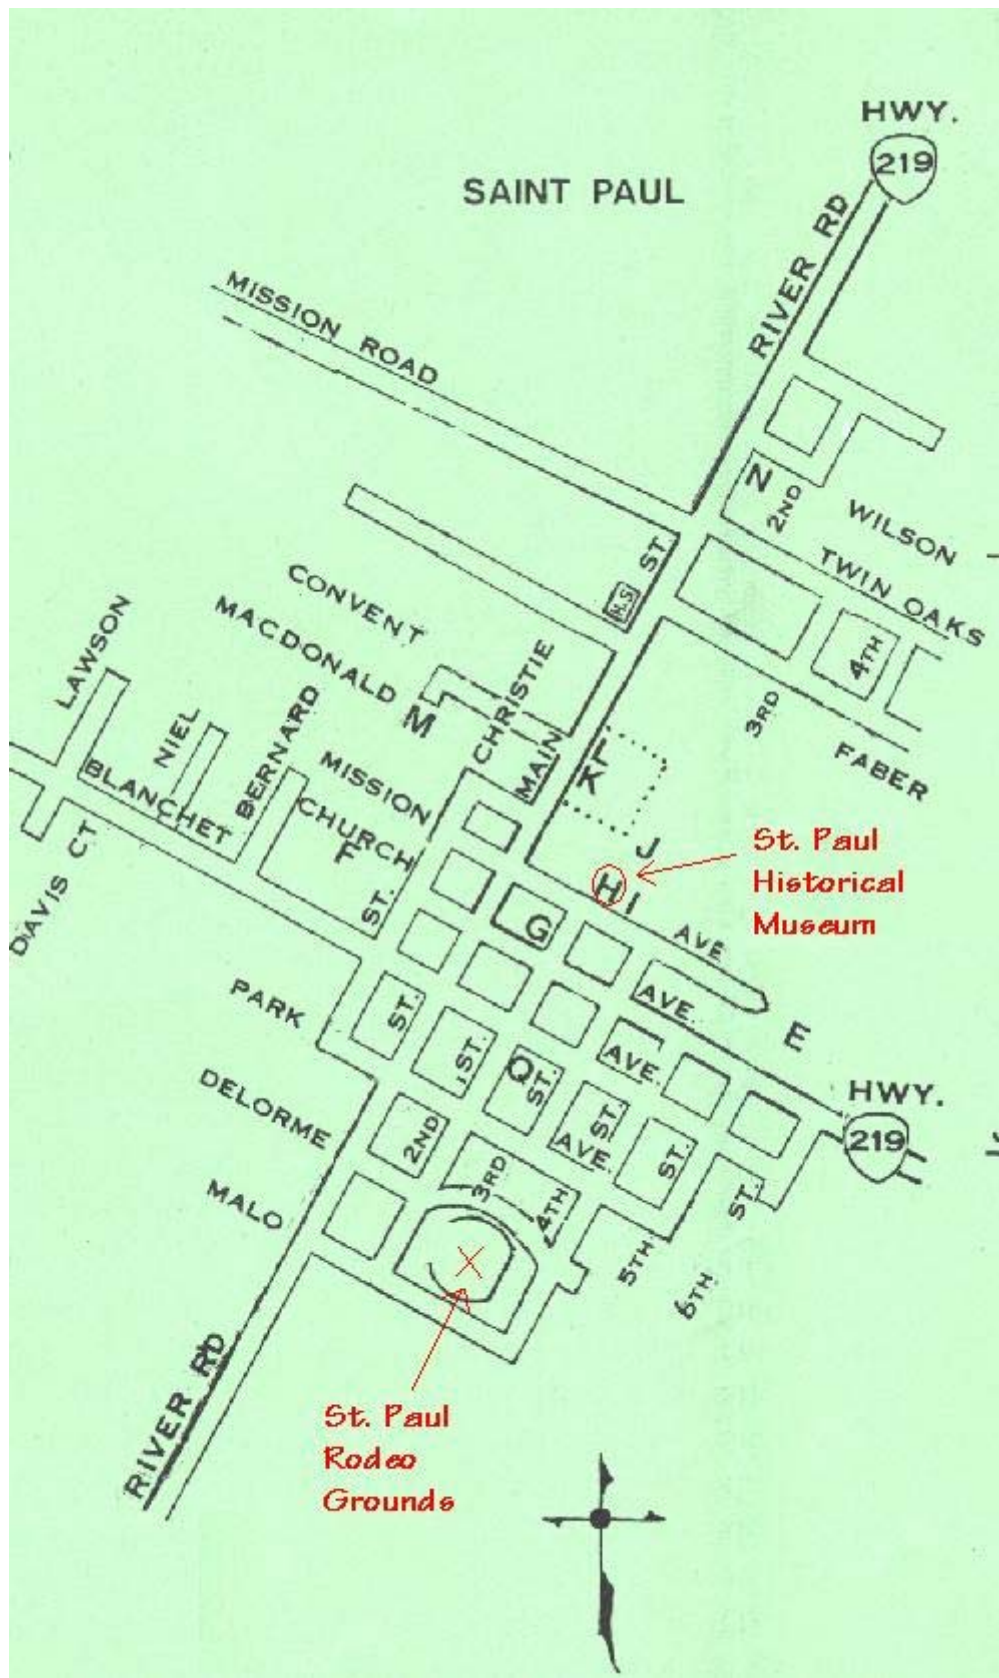 HWY.
219
SAINT PAUL
RIVER RD
MISSION ROAD
N
2ND
WILSON
TWIN OAKS
ST.
H.S.
4TH
CONVENT
MACDONALD
LAWSON
M
CHRISTIE
3RD
FABER
NIEL
BERNARD
MISSION
MAIN
L
K
BLANCHET
CHURCH
F
J
St. Paul
Historical
Museum
DAVIS CT
ST.
H
I
G
AVE
PARK
ST.
AVE.
E
ST.
AVE.
Q
ST.
HWY.
219
DELORME
2ND
ST.
AVE.
ST.
MALO
3RD
4TH
ST.
5TH
6TH
X
RIVER RD
St. Paul
Rodeo
Grounds